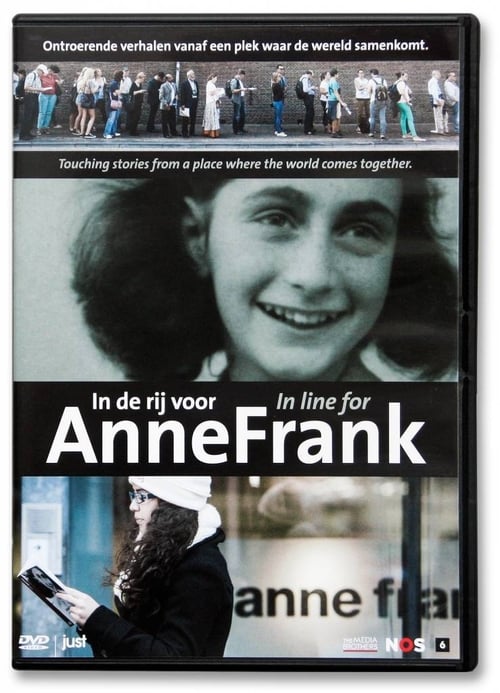 Ontroerende verhalen vanaf een plek waar de wereld samenkomt.
Touching stories from a place where the world comes together.
In de rij voor In line for
AnneFrank
anne fra
DVD VIDEO just THE MEDIA BROTHERS NOS 6